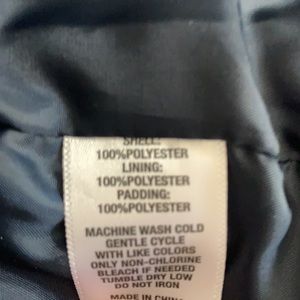 SHELL:
100%POLYESTER
LINING:
100%POLYESTER
PADDING:
100%POLYESTER
MACHINE WASH COLD
GENTLE CYCLE
WITH LIKE COLORS
ONLY NON-CHLORINE
BLEACH IF NEEDED
TUMBLE DRY LOW
DO NOT IRON
MADE IN CHINA